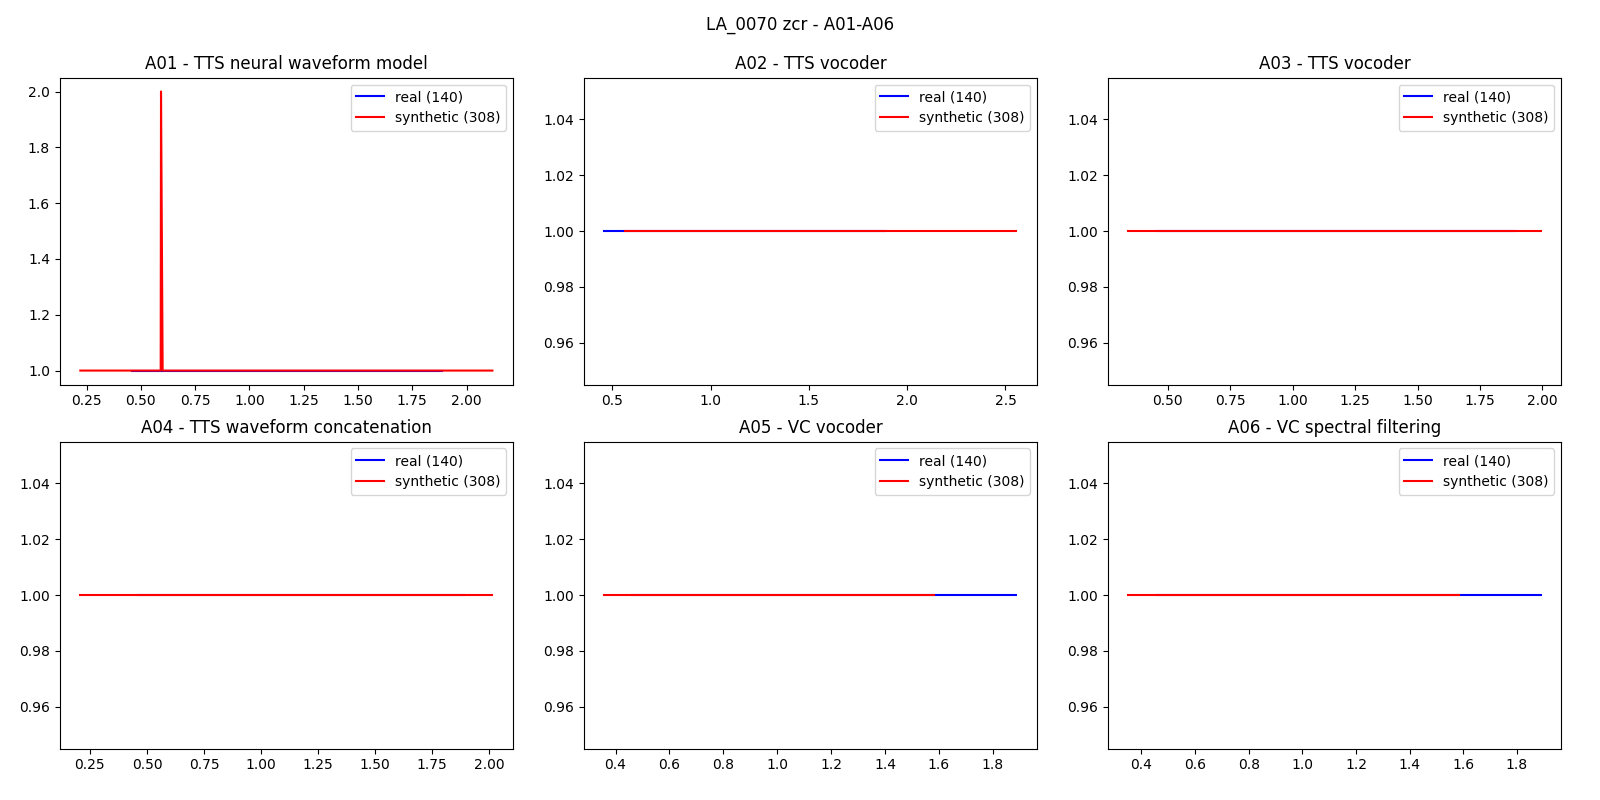 LA_0070 zcr - A01-A06
A01 - TTS neural waveform model
real (140)
synthetic (308)
2.0
1.8
1.6
1.4
1.2
1.0
0.25 0.50 0.75 1.00 1.25 1.50 1.75 2.00
A02 - TTS vocoder
real (140)
synthetic (308)
1.04
1.02
1.00
0.98
0.96
0.5 1.0 1.5 2.0 2.5
A03 - TTS vocoder
real (140)
synthetic (308)
1.04
1.02
1.00
0.98
0.96
0.50 0.75 1.00 1.25 1.50 1.75 2.00
A04 - TTS waveform concatenation
real (140)
synthetic (308)
1.04
1.02
1.00
0.98
0.96
0.25 0.50 0.75 1.00 1.25 1.50 1.75 2.00
A05 - VC vocoder
real (140)
synthetic (308)
1.04
1.02
1.00
0.98
0.96
0.4 0.6 0.8 1.0 1.2 1.4 1.6 1.8
A06 - VC spectral filtering
real (140)
synthetic (308)
1.04
1.02
1.00
0.98
0.96
0.4 0.6 0.8 1.0 1.2 1.4 1.6 1.8